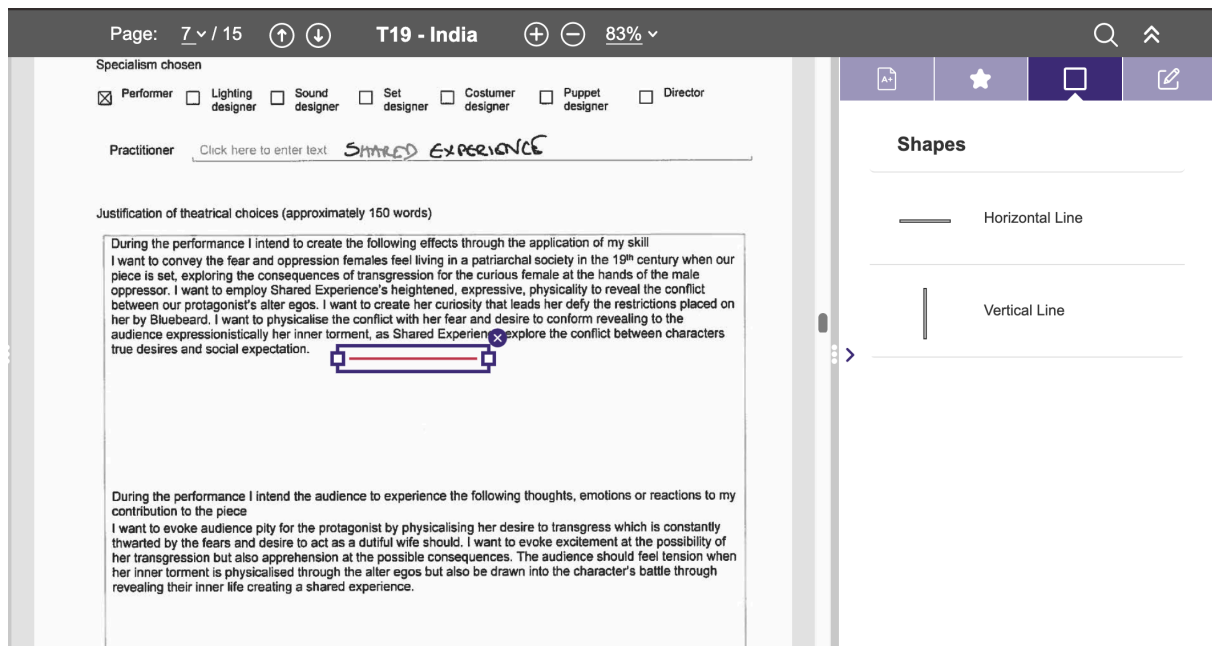 Page: 7 / 15 T19 - India 83%
Specialism chosen
Performer Lighting designer Sound designer Set designer Costumer designer Puppet designer Director
Practitioner Click here to enter text SHARED EXPERIENCE
Justification of theatrical choices (approximately 150 words)
During the performance I intend to create the following effects through the application of my skill
I want to convey the fear and oppression females feel living in a patriarchal society in the 19th century when our
piece is set, exploring the consequences of transgression for the curious female at the hands of the male
oppressor. I want to employ Shared Experience's heightened, expressive, physicality to reveal the conflict
between our protagonist's alter egos. I want to create her curiosity that leads her defy the restrictions placed on
her by Bluebeard. I want to physicalise the conflict with her fear and desire to conform revealing to the
audience expressionistically her inner torment, as Shared Experienc explore the conflict between characters
true desires and social expectation.
During the performance I intend the audience to experience the following thoughts, emotions or reactions to my
contribution to the piece
I want to evoke audience pity for the protagonist by physicalising her desire to transgress which is constantly
thwarted by the fears and desire to act as a dutiful wife should. I want to evoke excitement at the possibility of
her transgression but also apprehension at the possible consequences. The audience should feel tension when
her inner torment is physicalised through the alter egos but also be drawn into the character's battle through
revealing their inner life creating a shared experience.
A+
Shapes
Horizontal Line
Vertical Line